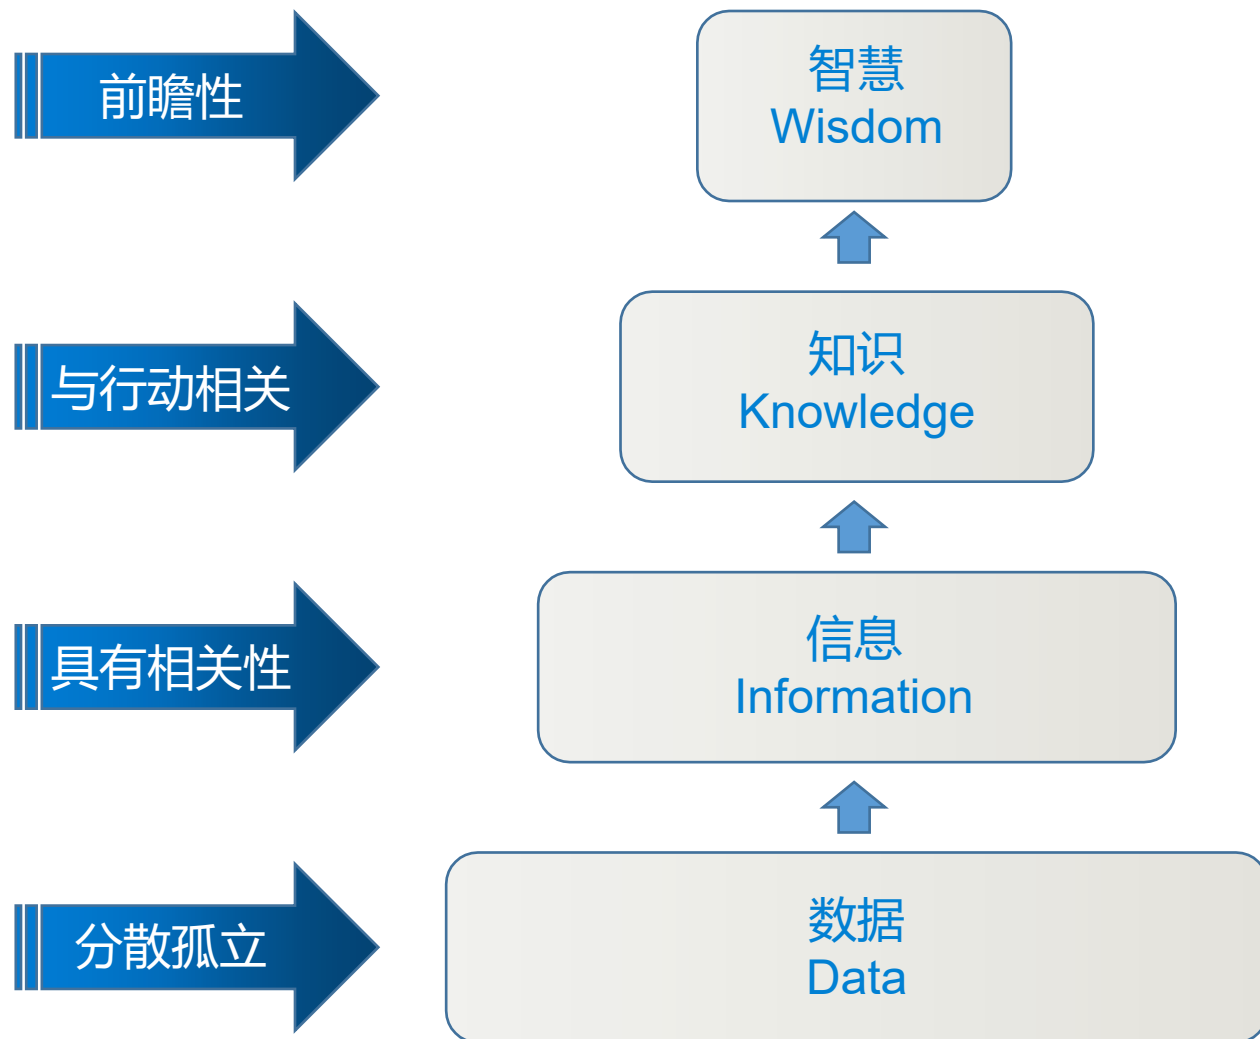 前瞻性
智慧
Wisdom
与行动相关
知识
Knowledge
具有相关性
信息
Information
分散孤立
数据
Data